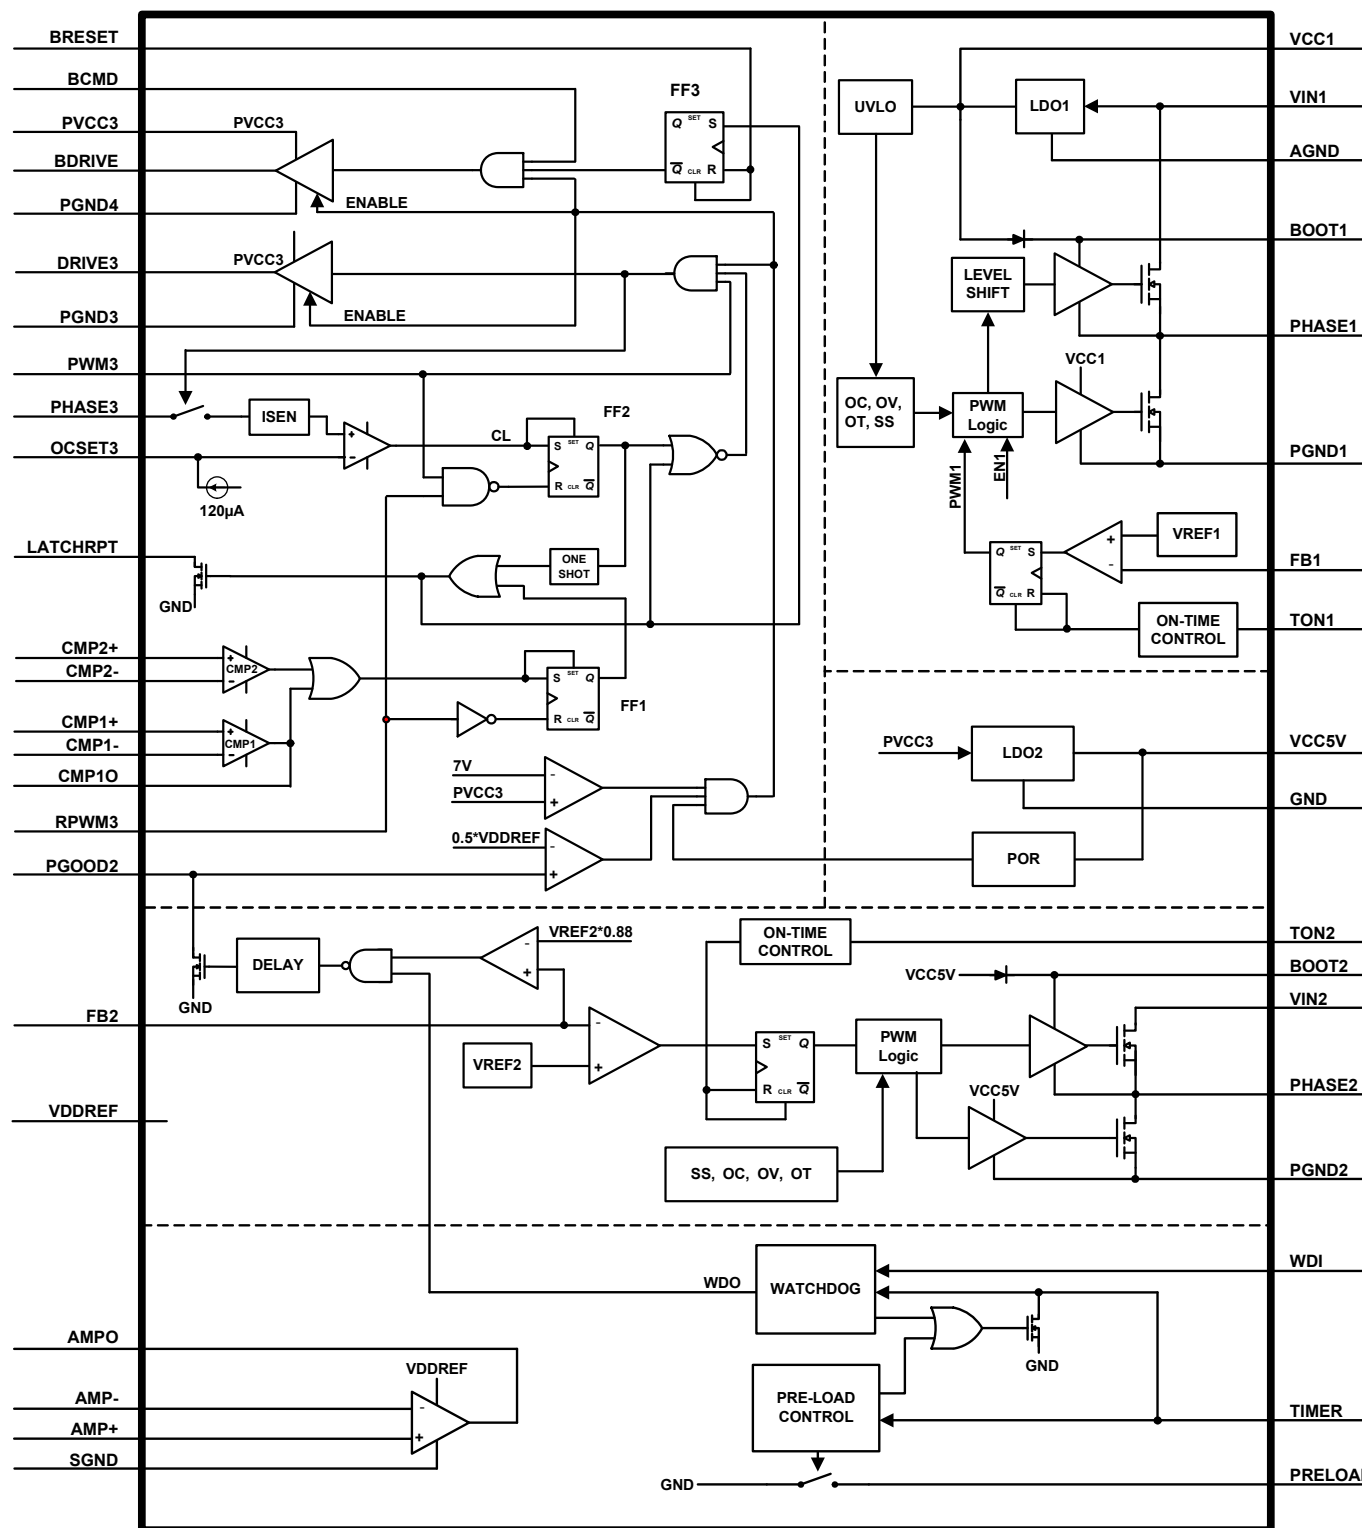 BRESET
BCMD
PVCC3
BDRIVE
PGND4
DRIVE3
PGND3
PWM3
PHASE3
OCSET3
LATCHRPT
CMP2+
CMP2-
CMP1+
CMP1-
CMP1O
RPWM3
PGOOD2
FB2
VDDREF
AMPO
AMP-
AMP+
SGND
PVCC3
ENABLE
PVCC3
ENABLE
FF3
Q SET S
Q CLR R
ISEN
+
-
CL
FF2
S SET Q
R CLR Q
120µA
GND
ONE
SHOT
+
CMP2
-
+
CMP1
-
S SET Q
R CLR Q
FF1
7V
-
PVCC3
+
0.5*VDDREF
-
+
UVLO
LDO1
LEVEL
SHIFT
VCC1
OC, OV,
OT, SS
PWM
Logic
PWM1
EN1
Q SET S
Q CLR R
+
-
VREF1
ON-TIME
CONTROL
PVCC3
LDO2
POR
VCC1
VIN1
AGND
BOOT1
PHASE1
PGND1
FB1
TON1
VCC5V
GND
TON2
BOOT2
VIN2
PHASE2
PGND2
WDI
TIMER
DELAY
GND
-
VREF2*0.88
+
VREF2
-
+
ON-TIME
CONTROL
S SET Q
R CLR Q
PWM
Logic
VCC5V
VCC5V
SS, OC, OV, OT
WDO
WATCHDOG
GND
PRE-LOAD
CONTROL
GND
VDDREF
-
+
PRELOA